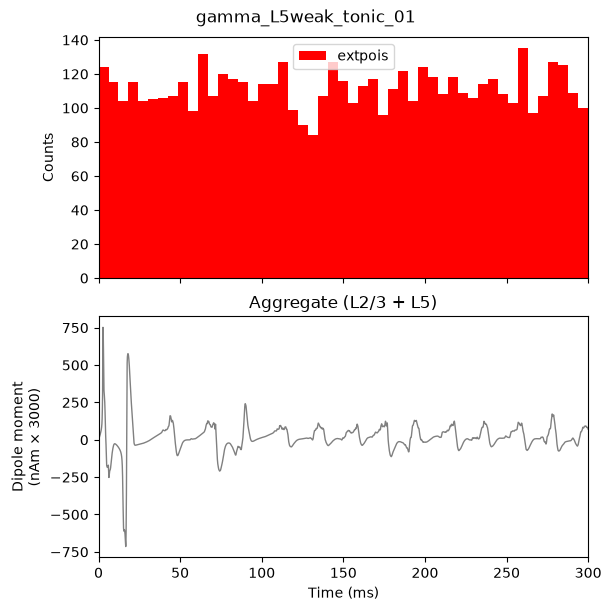 gamma_L5weak_tonic_01
140
120
100
80
60
40
20
0
Counts
extpois
Aggregate (L2/3 + L5)
750
500
250
0
−250
−500
−750
Dipole moment
(nAm × 3000)
0 50 100 150 200 250 300
Time (ms)